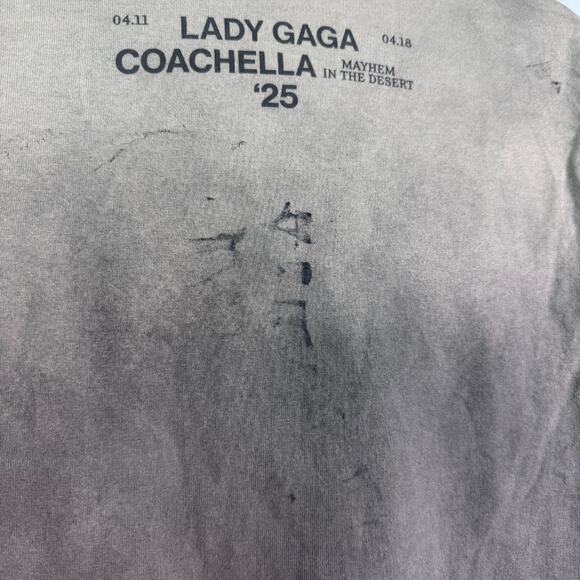 04.11 LADY GAGA 04.18
COACHELLA IN MAYHEM
THE DESERT
'25